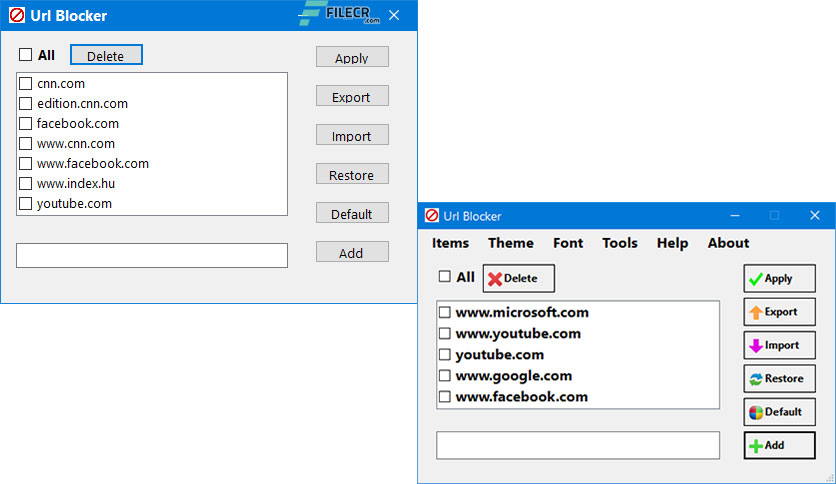 Url Blocker
FILECR
.com
All
Delete
Apply
cnn.com
edition.cnn.com
Export
facebook.com
www.cnn.com
Import
www.facebook.com
Restore
www.index.hu
youtube.com
Default
Add
Url Blocker
Items Theme Font Tools Help About
All
Delete
Apply
www.microsoft.com
Export
www.youtube.com
Import
youtube.com
www.google.com
Restore
www.facebook.com
Default
Add